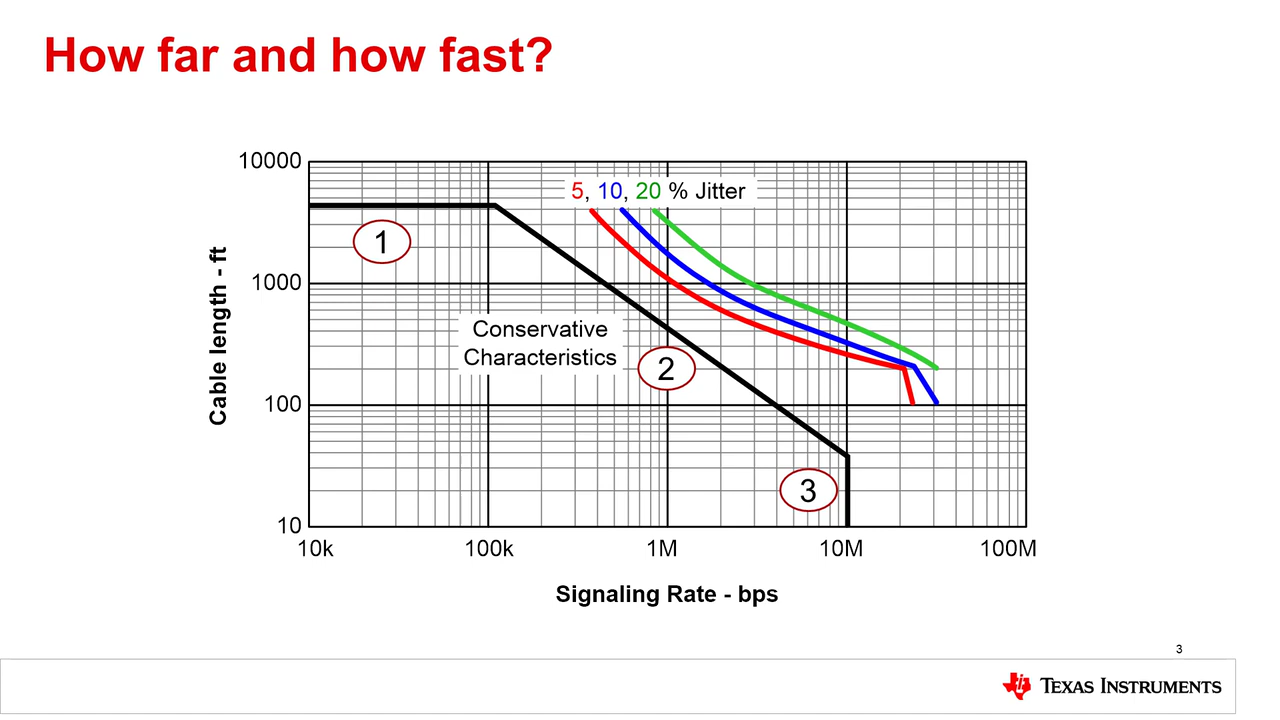 How far and how fast?
10000
1000
100
10
Cable length - ft
5, 10, 20 % Jitter
1
Conservative
Characteristics
2
3
10k
100k
1M
10M
100M
Signaling Rate - bps
3
TEXAS INSTRUMENTS